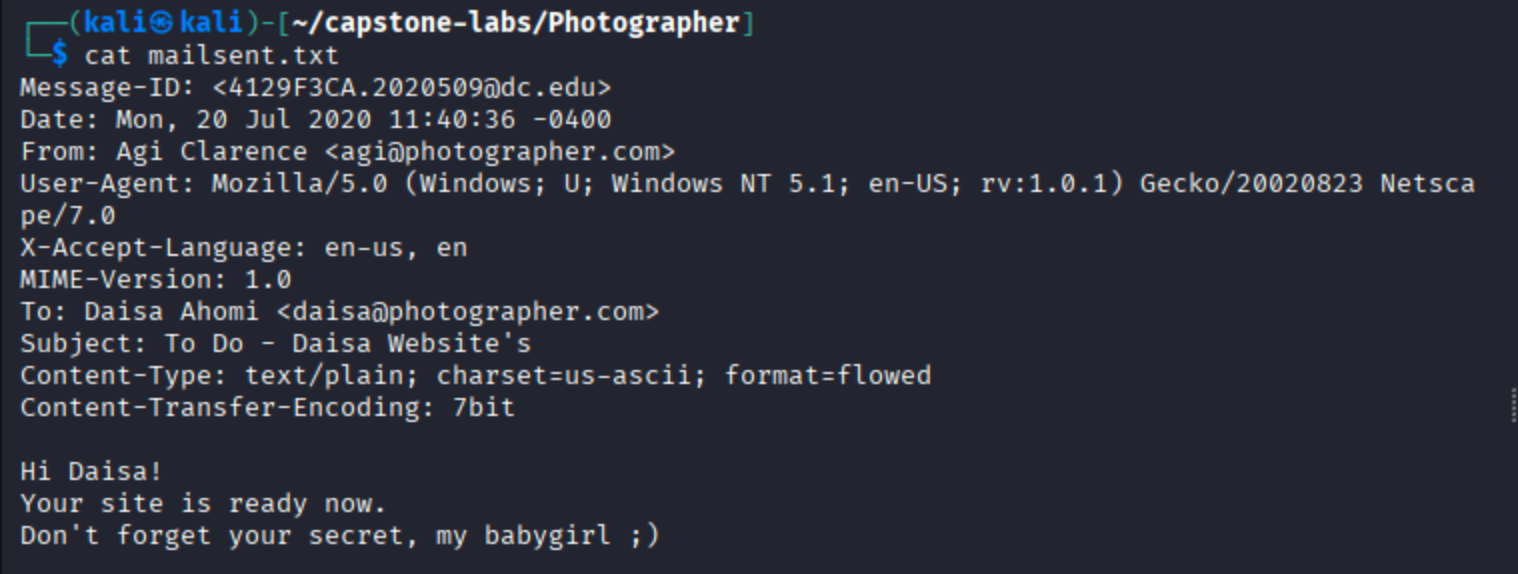 ┌──(kali㉿kali)-[~/capstone-labs/Photographer]
└─$ cat mailsent.txt
Message-ID: <4129F3CA.2020509@dc.edu>
Date: Mon, 20 Jul 2020 11:40:36 -0400
From: Agi Clarence <agi@photographer.com>
User-Agent: Mozilla/5.0 (Windows; U; Windows NT 5.1; en-US; rv:1.0.1) Gecko/20020823 Netsca
pe/7.0
X-Accept-Language: en-us, en
MIME-Version: 1.0
To: Daisa Ahomi <daisa@photographer.com>
Subject: To Do - Daisa Website's
Content-Type: text/plain; charset=us-ascii; format=flowed
Content-Transfer-Encoding: 7bit

Hi Daisa!
Your site is ready now.
Don't forget your secret, my babygirl ;)